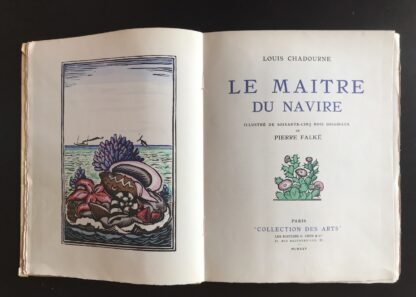 LOUIS CHADOURNE
LE MAITRE
DU NAVIRE
ILLUSTRÉ DE SOIXANTE-CINQ BOIS ORIGINAUX
DE
PIERRE FALKÉ
PARIS
"COLLECTION DES ARTS"
MCMXXV